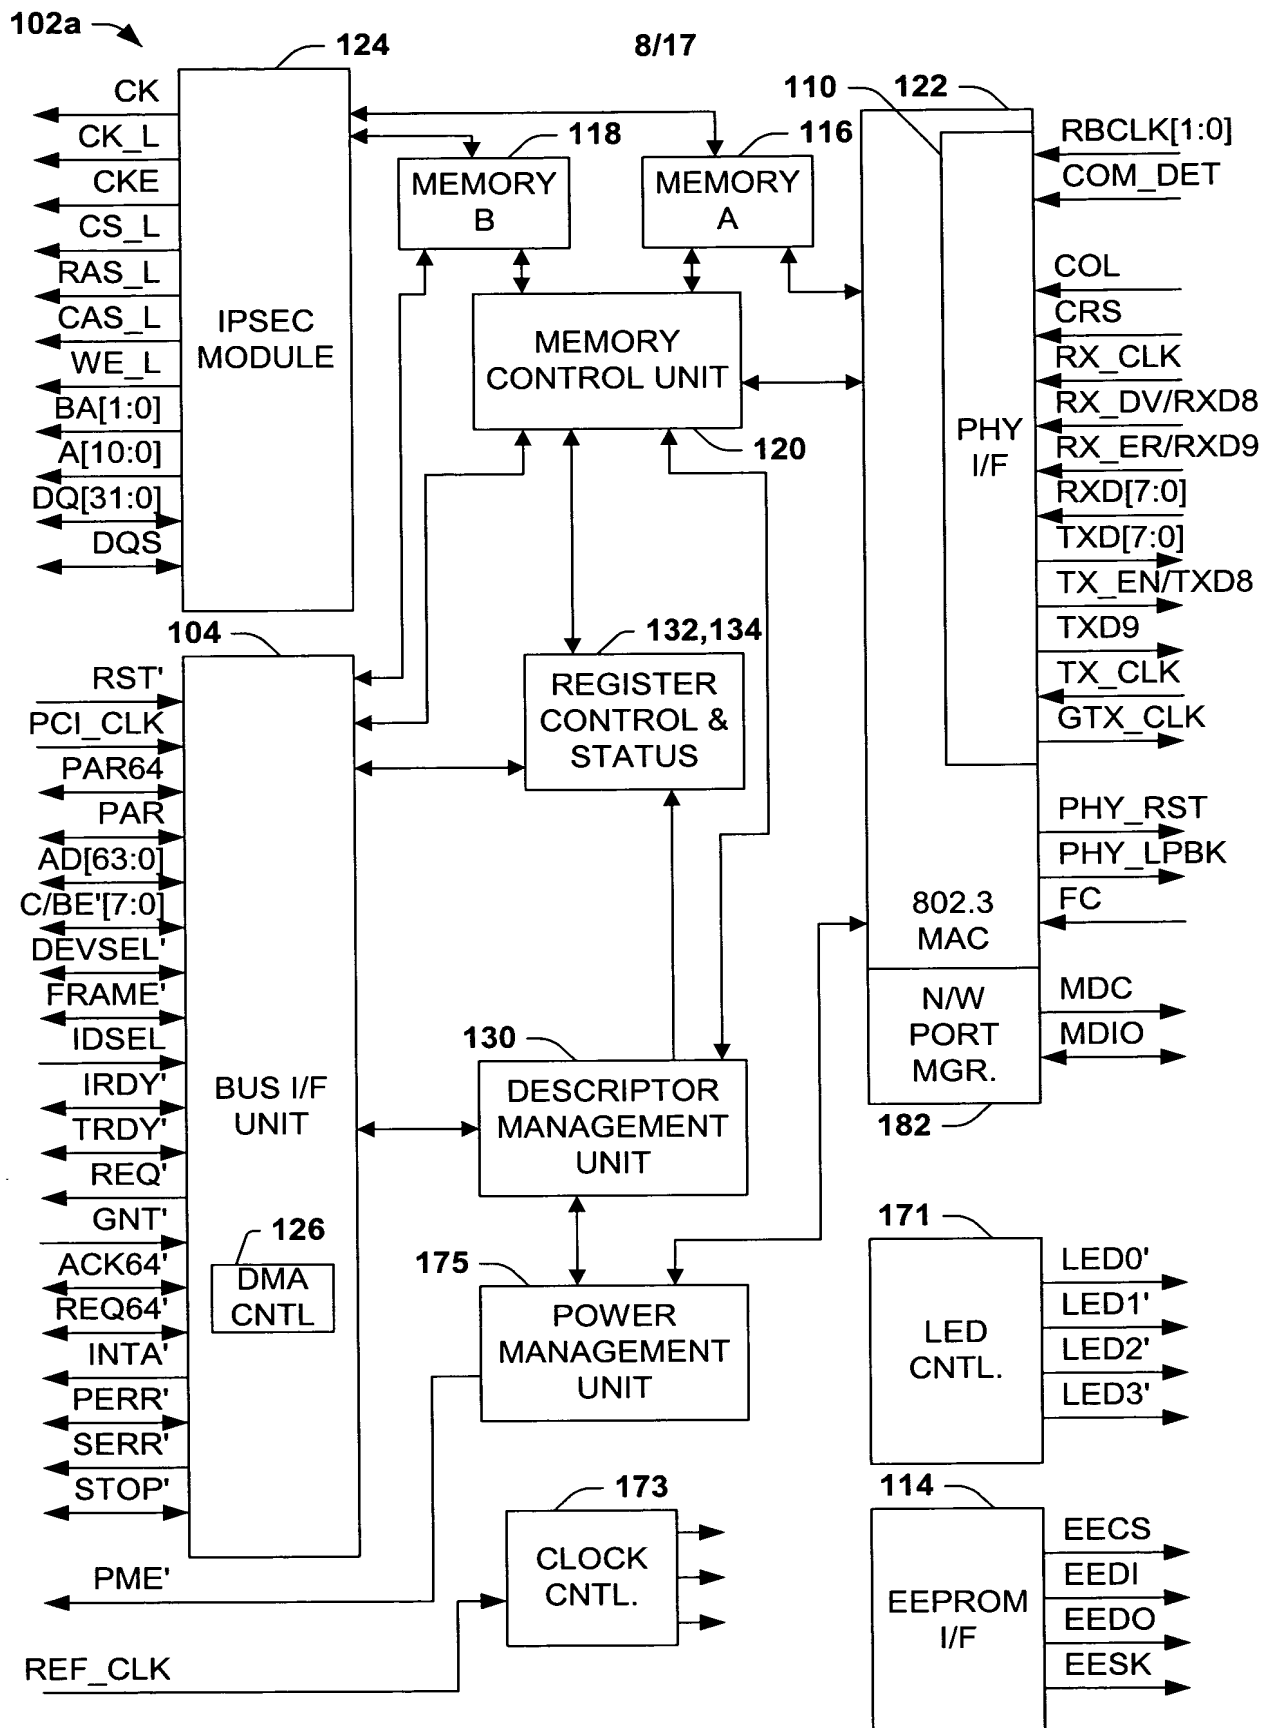 102a
124
8/17
CK
CK_L
CKE
CS_L
RAS_L
CAS_L
WE_L
BA[1:0]
A[10:0]
DQ[31:0]
DQS
IPSEC
MODULE
118
MEMORY
B
116
MEMORY
A
MEMORY
CONTROL UNIT
120
110
122
PHY
I/F
RBCLK[1:0]
COM_DET
COL
CRS
RX_CLK
RX_DV/RXD8
RX_ER/RXD9
RXD[7:0]
TXD[7:0]
TX_EN/TXD8
TXD9
TX_CLK
GTX_CLK
PHY_RST
PHY_LPBK
FC
802.3
MAC
N/W
PORT
MGR.
182
MDC
MDIO
104
RST'
PCI_CLK
PAR64
PAR
AD[63:0]
C/BE'[7:0]
DEVSEL'
FRAME'
IDSEL
IRDY'
TRDY'
REQ'
GNT'
ACK64'
REQ64'
INTA'
PERR'
SERR'
STOP'
PME'
REF_CLK
BUS I/F
UNIT
126
DMA
CNTL
132,134
REGISTER
CONTROL &
STATUS
130
DESCRIPTOR
MANAGEMENT
UNIT
175
POWER
MANAGEMENT
UNIT
173
CLOCK
CNTL.
171
LED
CNTL.
LED0'
LED1'
LED2'
LED3'
114
EEPROM
I/F
EECS
EEDI
EEDO
EESK